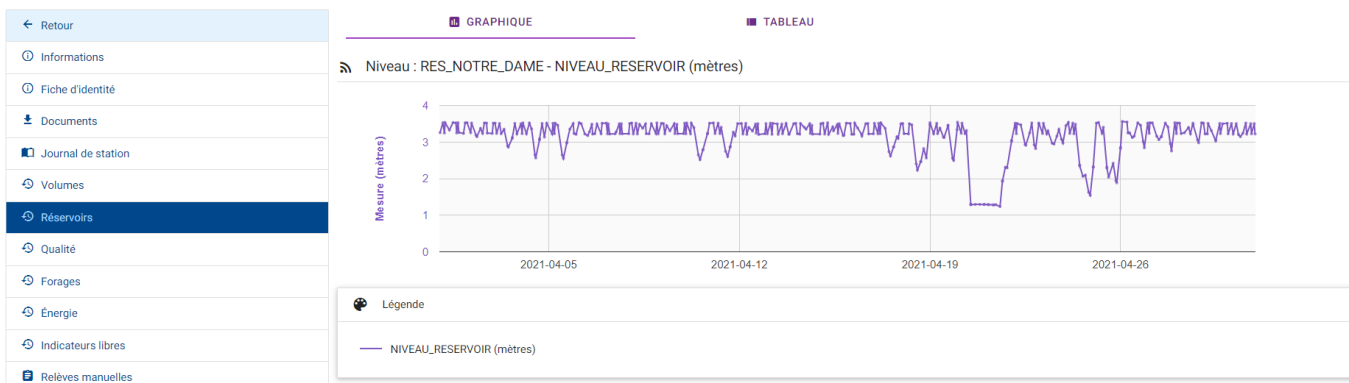 Retour
Informations
Fiche d'identité
Documents
Journal de station
Volumes
Réservoirs
Qualité
Forages
Énergie
Indicateurs libres
Relèves manuelles
GRAPHIQUE
TABLEAU
Niveau : RES_NOTRE_DAME - NIVEAU_RESERVOIR (mètres)
Mesure (mètres)
4
3
2
1
0
2021-04-05
2021-04-12
2021-04-19
2021-04-26
Légende
NIVEAU_RESERVOIR (mètres)